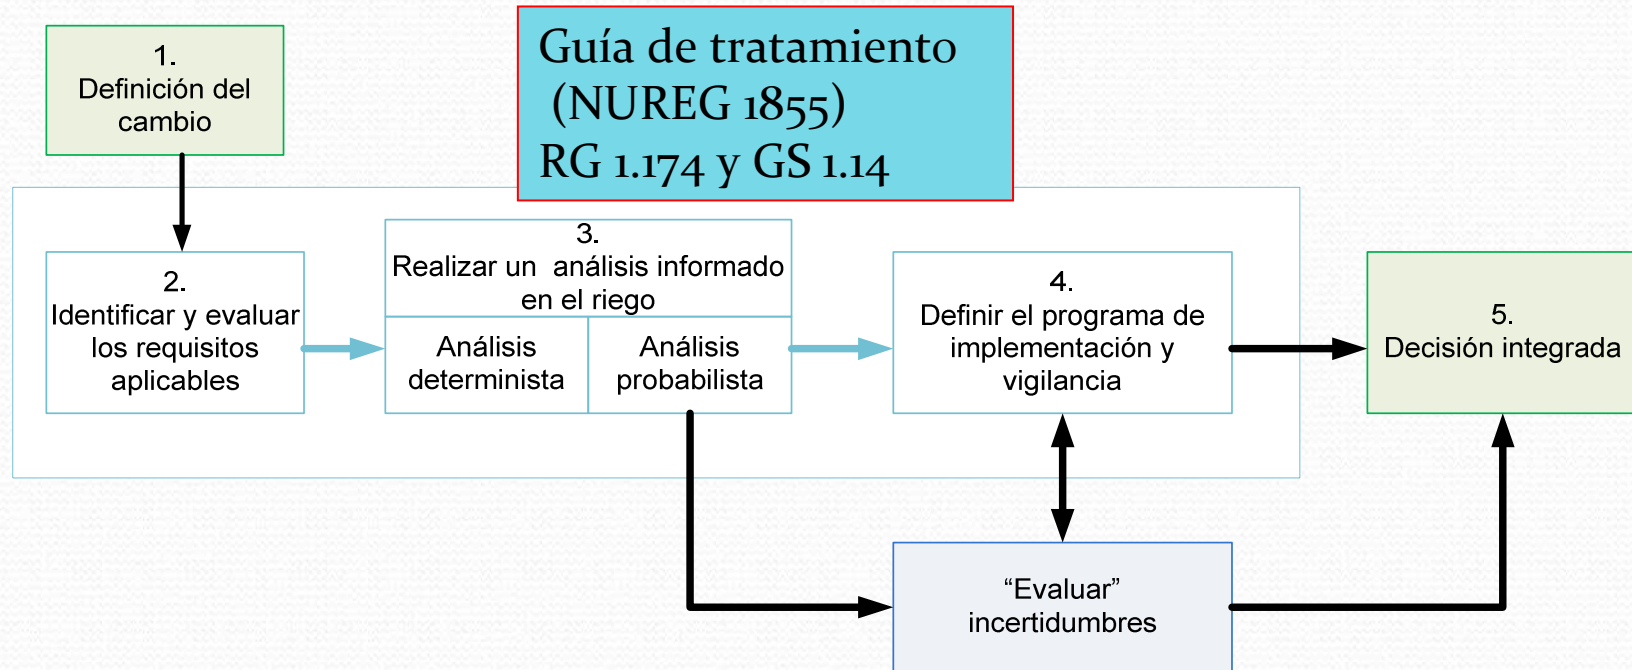 1.
Definición del
cambio
Guía de tratamiento
(NUREG 1855)
RG 1.174 y GS 1.14
2.
Identificar y evaluar
los requisitos
aplicables
3.
Realizar un análisis informado
en el riego
Análisis
determinista
Análisis
probabilista
4.
Definir el programa de
implementación y
vigilancia
5.
Decisión integrada
“Evaluar”
incertidumbres